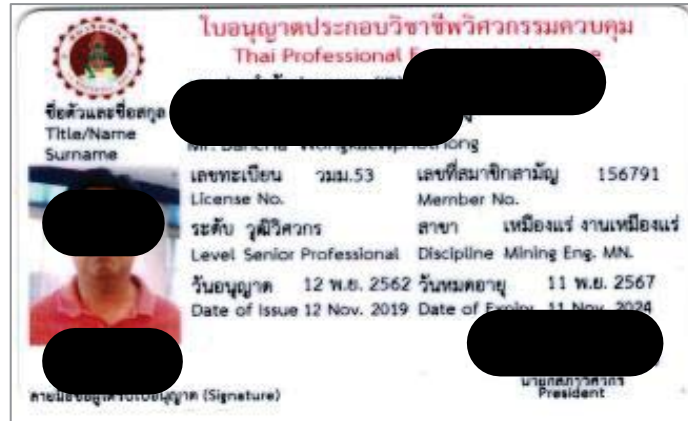 ใบอนุญาตประกอบวิชาชีพวิศวกรรมควบคุม
Thai Professional
ชื่อตัวและชื่อสกุล
Title/Name
Surname
เลขทะเบียน วมม.53 เลขที่สมาชิกสามัญ 156791
License No. Member No.
ระดับ วุฒิวิศวกร สาขา เหมืองแร่ งานเหมืองแร่
Level Senior Professional Discipline Mining Eng. MN.
วันอนุญาต 12 พ.ย. 2562 วันหมดอายุ 11 พ.ย. 2567
Date of Issue 12 Nov. 2019 Date of Expiry 11 Nov. 2024
นายกสภาวิศวกร
(Signature) President